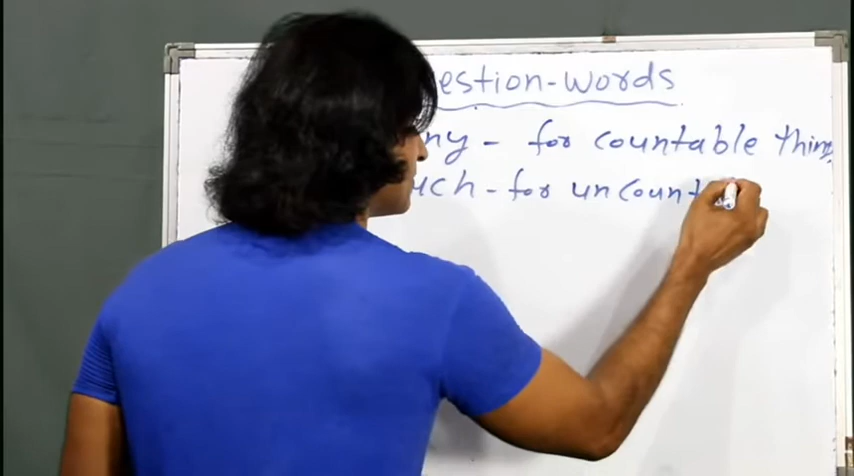 estion-words
ny - for countable thin
uch - for uncount